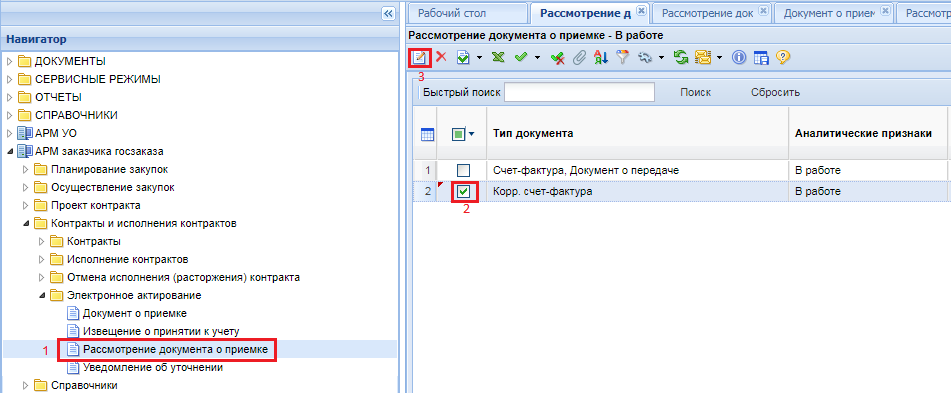 Рабочий стол
Рассмотрение д
Рассмотрение док
Документ о прием
Рассмотр
Навигатор
Рассмотрение документа о приемке - В работе
ДОКУМЕНТЫ
СЕРВИСНЫЕ РЕЖИМЫ
ОТЧЕТЫ
СПРАВОЧНИКИ
АРМ УО
АРМ заказчика госзаказа
Планирование закупок
Осуществление закупок
Проект контракта
Контракты и исполнения контрактов
Контракты
Исполнение контрактов
Отмена исполнения (расторжения) контракта
Электронное актирование
Документ о приемке
Извещение о принятии к учету
1 Рассмотрение документа о приемке
Уведомление об уточнении
Справочники
3
Быстрый поиск Поиск Сбросить
Тип документа Аналитические признаки
1 Счет-фактура, Документ о передаче В работе
2 Корр. счет-фактура В работе
2